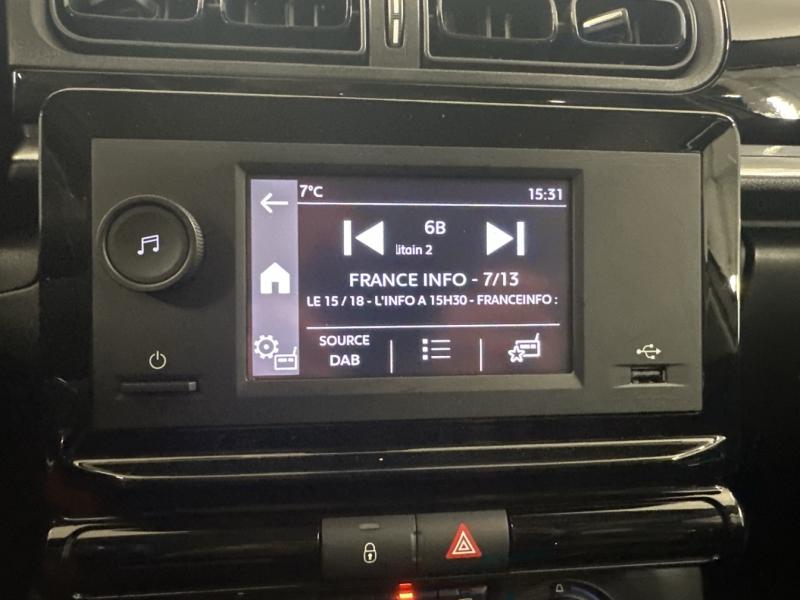 7°C 15:31
6B
litain 2
FRANCE INFO - 7/13
LE 15 / 18 - L'INFO A 15H30 - FRANCEINFO :
SOURCE
DAB